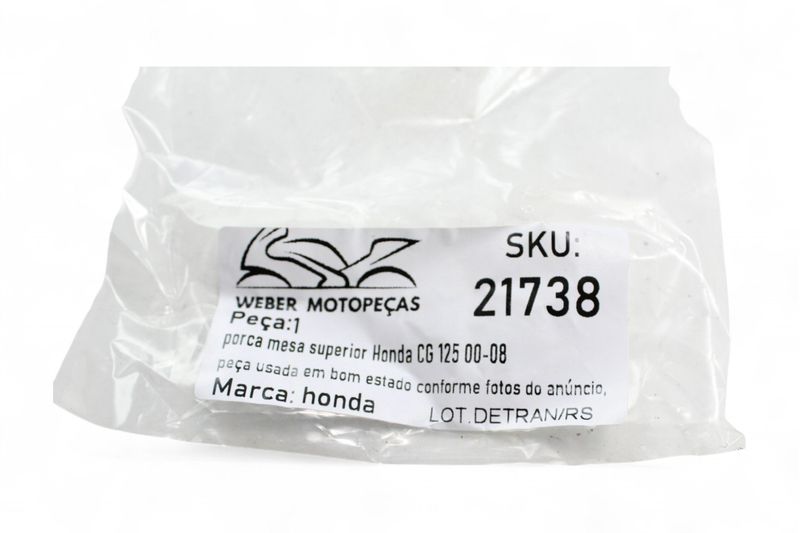 WEBER MOTOPEÇAS
SKU:
21738
Peça:1
porca mesa superior Honda CG 125 00-08
peça usada em bom estado conforme fotos do anúncio,
Marca: honda
LOT.DETRAN/RS